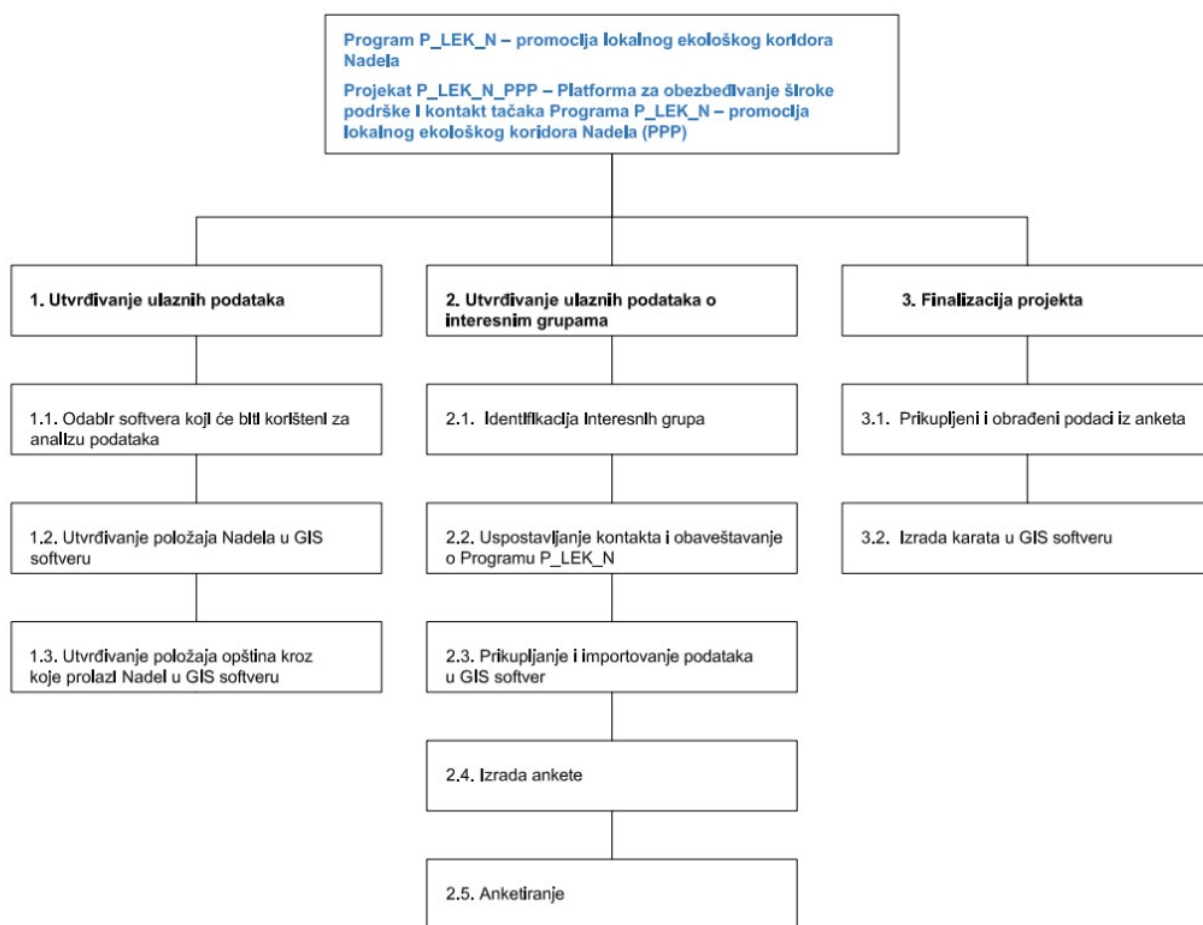 Program P_LEK_N – promocija lokalnog ekološkog koridora
Nadela
Projekat P_LEK_N_PPP – Platforma za obezbeđivanje široke
podrške I kontakt tačaka Programa P_LEK_N – promocija
lokalnog ekološkog koridora Nadela (PPP)
1. Utvrđivanje ulaznih podataka
1.1. Odabir softvera koji će biti korišteni za
analizu podataka
1.2. Utvrđivanje položaja Nadela u GIS
softveru
1.3. Utvrđivanje položaja opština kroz
koje prolazi Nadel u GIS softveru
2. Utvrđivanje ulaznih podataka o
interesnim grupama
2.1. Identifikacija Interesnih grupa
2.2. Uspostavljanje kontakta i obaveštavanje
o Programu P_LEK_N
2.3. Prikupljanje i importovanje podataka
u GIS softver
2.4. Izrada ankete
2.5. Anketiranje
3. Finalizacija projekta
3.1. Prikupljeni i obrađeni podaci iz anketa
3.2. Izrada karata u GIS softveru